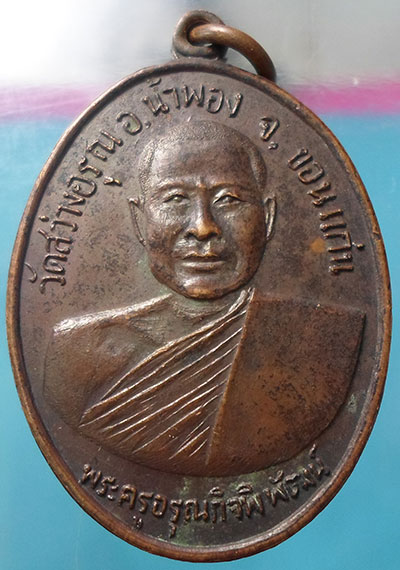 วัดสว่างอรุณ อ.น้ำพอง จ. ขอนแก่น
พระครูอรุณกิจพิพัฒน์